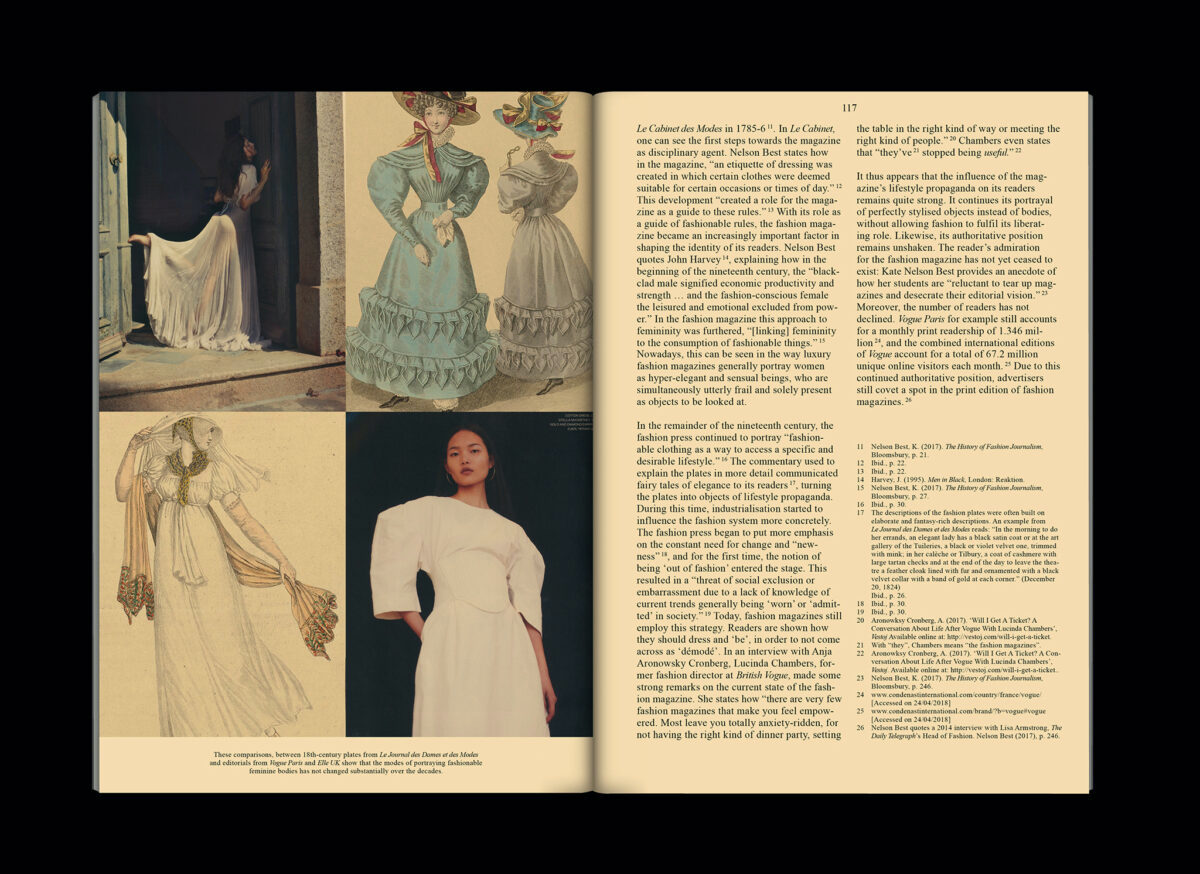 These comparisons, between 18th-century plates from Le Journal des Dames et des Modes
and editorials from Vogue Paris and Elle UK show that the modes of portraying fashionable
feminine bodies has not changed substantially over the decades.
117
Le Cabinet des Modes in 1785-6 11. In Le Cabinet,
one can see the first steps towards the magazine
as disciplinary agent. Nelson Best states how
in the magazine, “an etiquette of dressing was
created in which certain clothes were deemed
suitable for certain occasions or times of day.” 12
This development “created a role for the maga-
zine as a guide to these rules.” 13 With its role as
a guide of fashionable rules, the fashion maga-
zine became an increasingly important factor in
shaping the identity of its readers. Nelson Best
quotes John Harvey 14, explaining how in the
beginning of the nineteenth century, the “black-
clad male signified economic productivity and
strength … and the fashion-conscious female
the leisured and emotional excluded from pow-
er.” In the fashion magazine this approach to
femininity was furthered, “[linking] femininity
to the consumption of fashionable things.” 15
Nowadays, this can be seen in the way luxury
fashion magazines generally portray women
as hyper-elegant and sensual beings, who are
simultaneously utterly frail and solely present
as objects to be looked at.
In the remainder of the nineteenth century, the
fashion press continued to portray “fashion-
able clothing as a way to access a specific and
desirable lifestyle.” 16 The commentary used to
explain the plates in more detail communicated
fairy tales of elegance to its readers 17, turning
the plates into objects of lifestyle propaganda.
During this time, industrialisation started to
influence the fashion system more concretely.
The fashion press began to put more emphasis
on the constant need for change and “new-
ness” 18, and for the first time, the notion of
being ‘out of fashion’ entered the stage. This
resulted in a “threat of social exclusion or
embarrassment due to a lack of knowledge of
current trends generally being ‘worn’ or ‘admit-
ted’ in society.” 19 Today, fashion magazines still
employ this strategy. Readers are shown how
they should dress and ‘be’, in order to not come
across as ‘démodé’. In an interview with Anja
Aronowsky Cronberg, Lucinda Chambers, for-
mer fashion director at British Vogue, made some
strong remarks on the current state of the fash-
ion magazine. She states how “there are very few
fashion magazines that make you feel empow-
ered. Most leave you totally anxiety-ridden, for
not having the right kind of dinner party, setting
the table in the right kind of way or meeting the
right kind of people.” 20 Chambers even states
that “they’ve 21 stopped being useful.” 22
It thus appears that the influence of the mag-
azine’s lifestyle propaganda on its readers
remains quite strong. It continues its portrayal
of perfectly stylised objects instead of bodies,
without allowing fashion to fulfil its liberat-
ing role. Likewise, its authoritative position
remains unshaken. The reader’s admiration
for the fashion magazine has not yet ceased to
exist: Kate Nelson Best provides an anecdote of
how her students are “reluctant to tear up mag-
azines and desecrate their editorial vision.” 23
Moreover, the number of readers has not
declined. Vogue Paris for example still accounts
for a monthly print readership of 1.346 mil-
lion 24, and the combined international editions
of Vogue account for a total of 67.2 million
unique online visitors each month. 25 Due to this
continued authoritative position, advertisers
still covet a spot in the print edition of fashion
magazines. 26
11 Nelson Best, K. (2017). The History of Fashion Journalism,
Bloomsbury, p. 21.
12 Ibid., p. 22.
13 Ibid., p. 22.
14 Harvey, J. (1995). Men in Black, London: Reaktion.
15 Nelson Best, K. (2017). The History of Fashion Journalism,
Bloomsbury, p. 27.
16 Ibid., p. 30.
17 The descriptions of the fashion plates were often built on
elaborate and fantasy-rich descriptions. An example from
Le Journal des Dames et des Modes reads: “In the morning to do
her errands, an elegant lady has a black satin coat or at the art
gallery of the Tuileries, a black or violet velvet one, trimmed
with mink; in her calèche or Tilbury, a coat of cashmere with
large tartan checks and at the end of the day to leave the thea-
tre a feather cloak lined with fur and ornamented with a black
velvet collar with a band of gold at each corner.” (December
20, 1824)
Ibid., p. 26.
18 Ibid., p. 30.
19 Ibid., p. 30.
20 Aronowksy Cronberg, A. (2017). ‘Will I Get A Ticket? A
Conversation About Life After Vogue With Lucinda Chambers’,
Vestoj Available online at: http://vestoj.com/will-i-get-a-ticket.
21 With “they”, Chambers means “the fashion magazines”.
22 Aronowksy Cronberg, A. (2017). ‘Will I Get A Ticket? A Con-
versation About Life After Vogue With Lucinda Chambers’,
Vestoj. Available online at: http://vestoj.com/will-i-get-a-ticket..
23 Nelson Best, K. (2017). The History of Fashion Journalism,
Bloomsbury, p. 246.
24 www.condenastinternational.com/country/france/vogue/
[Accessed on 24/04/2018]
25 www.condenastinternational.com/brand/?b=vogue#vogue
[Accessed on 24/04/2018]
26 Nelson Best quotes a 2014 interview with Lisa Armstrong, The
Daily Telegraph’s Head of Fashion. Nelson Best (2017), p. 246.